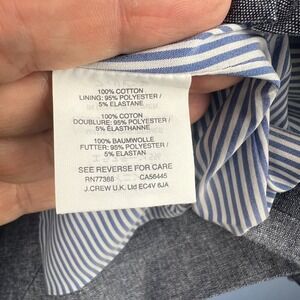 100% COTTON
LINING: 95% POLYESTER /
5% ELASTANE
100% COTON
DOUBLURE: 95% POLYESTER /
5% ÉLASTHANNE
100% BAUMWOLLE
FUTTER: 95% POLYESTER /
5% ELASTAN
SEE REVERSE FOR CARE
RN77388 CA56445
J.CREW U.K. Ltd EC4V 6JA